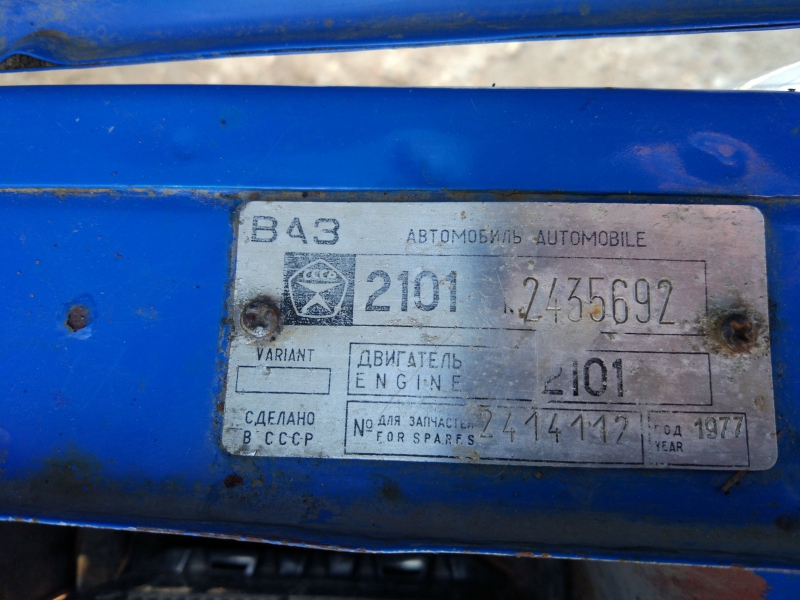 ВАЗ АВТОМОБИЛЬ AUTOMOBILE
СССР 2101 2435692
VARIANT ДВИГАТЕЛЬ
ENGINE 2101
СДЕЛАНО
В СССР
№ ДЛЯ ЗАПЧАСТЕЙ
FOR SPARES 2414112
ГОД
YEAR 1977